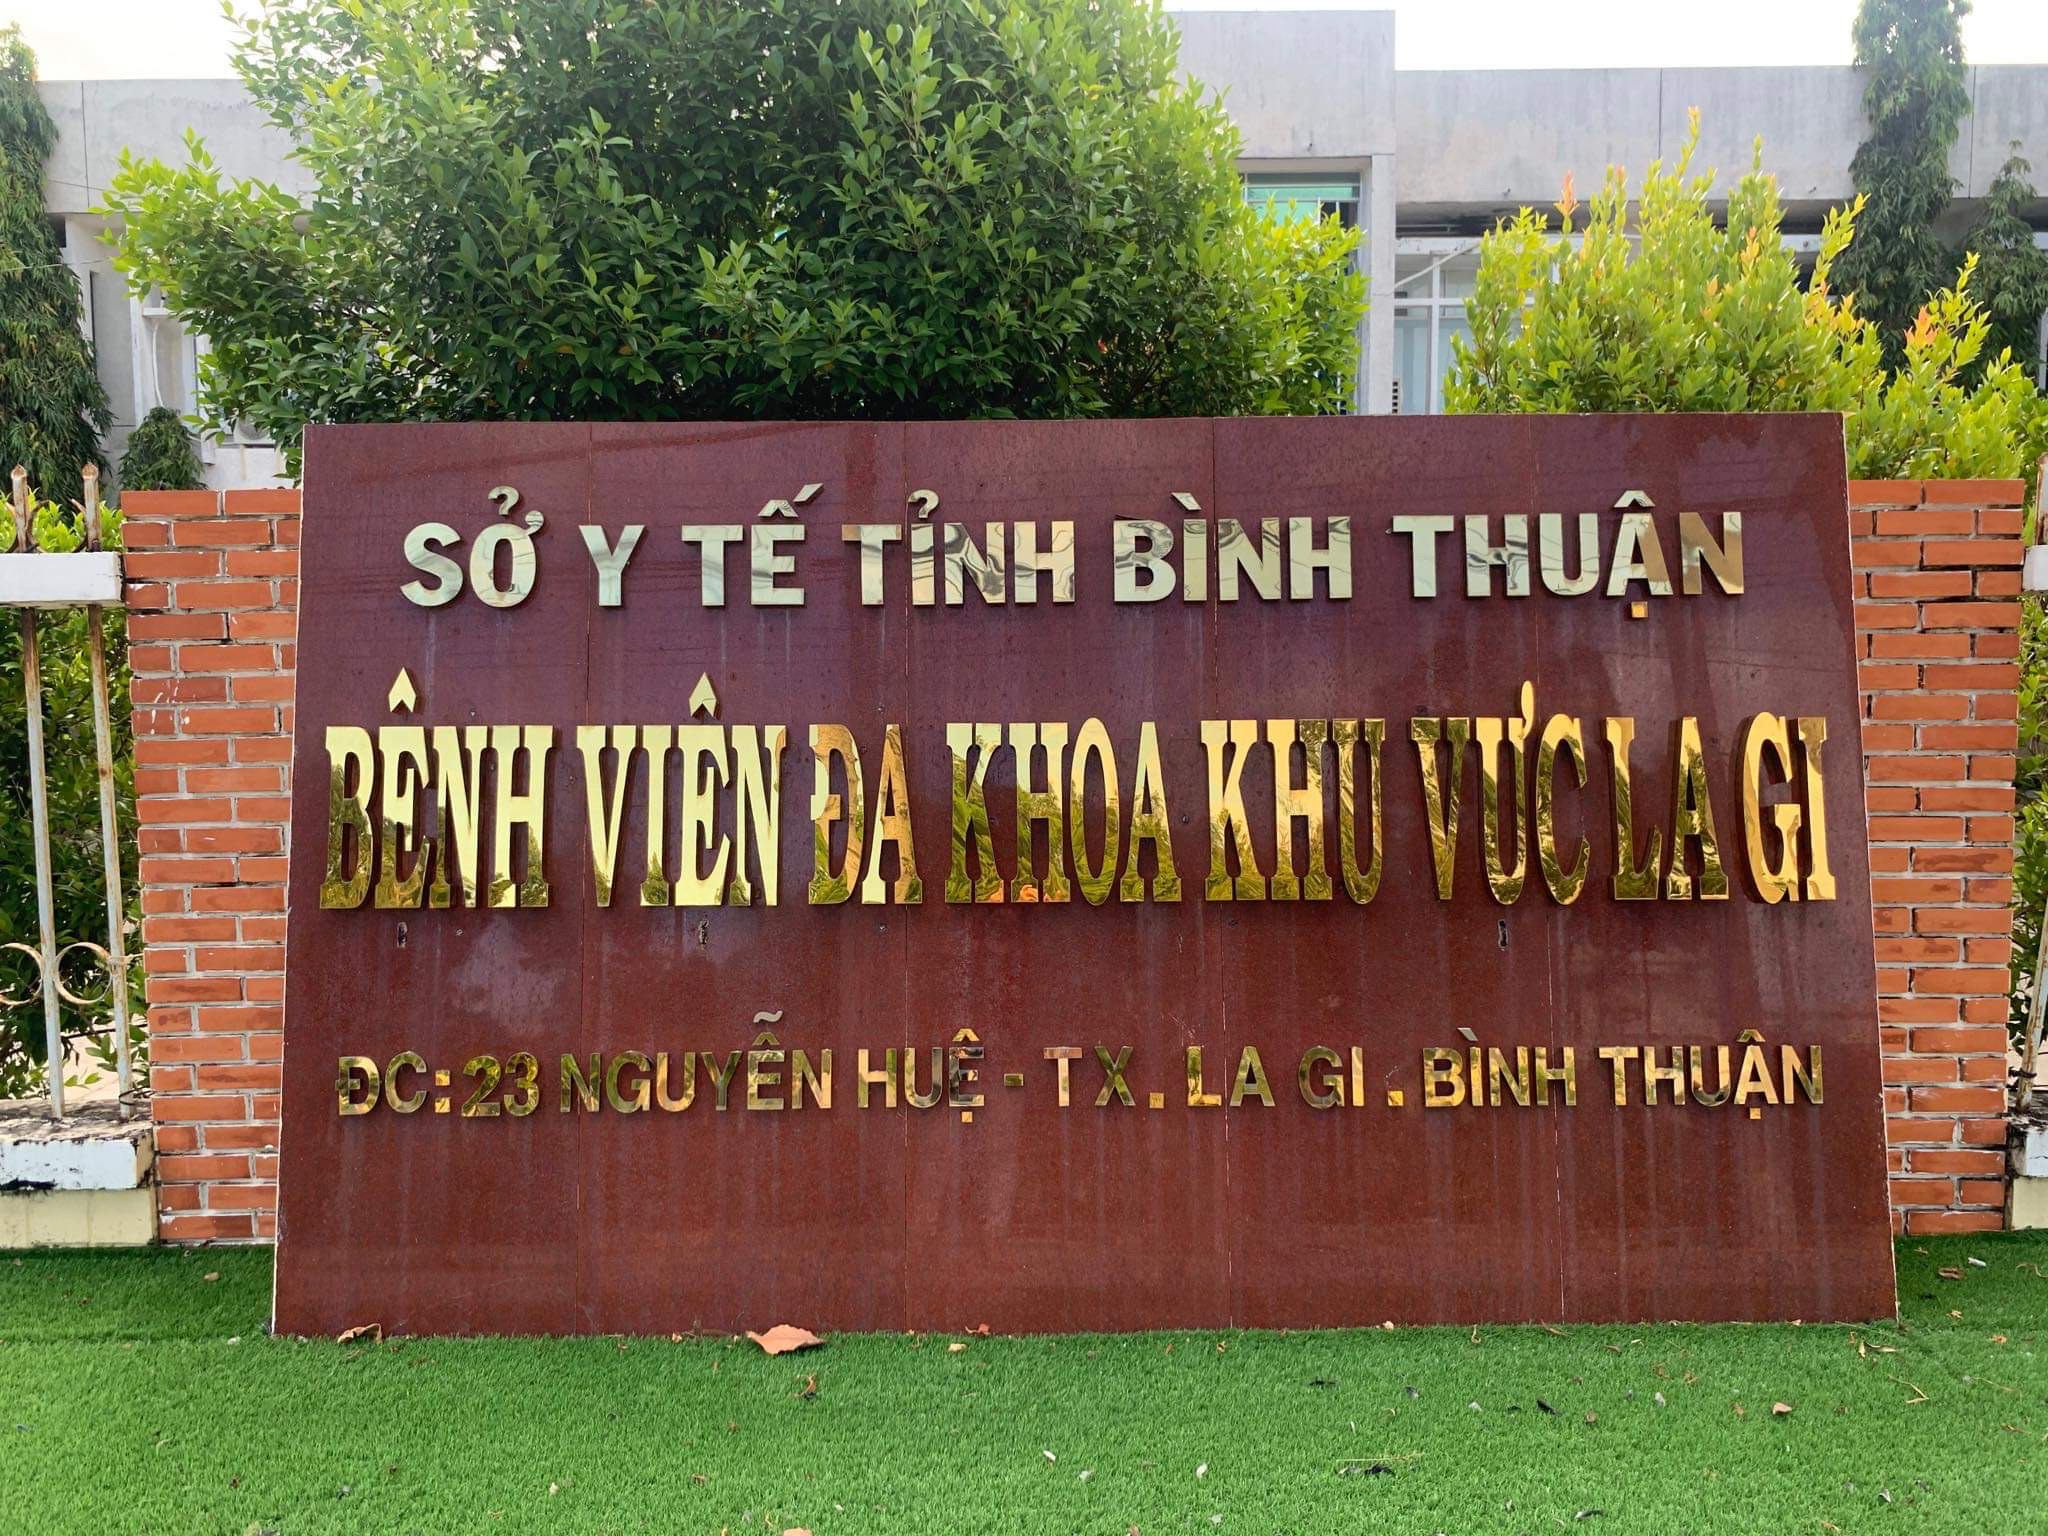 SỞ Y TẾ TỈNH BÌNH THUẬN
BỆNH VIỆN ĐA KHOA KHU VỰC LA GI
ĐC: 23 NGUYỄN HUỆ - TX. LA GI . BÌNH THUẬN